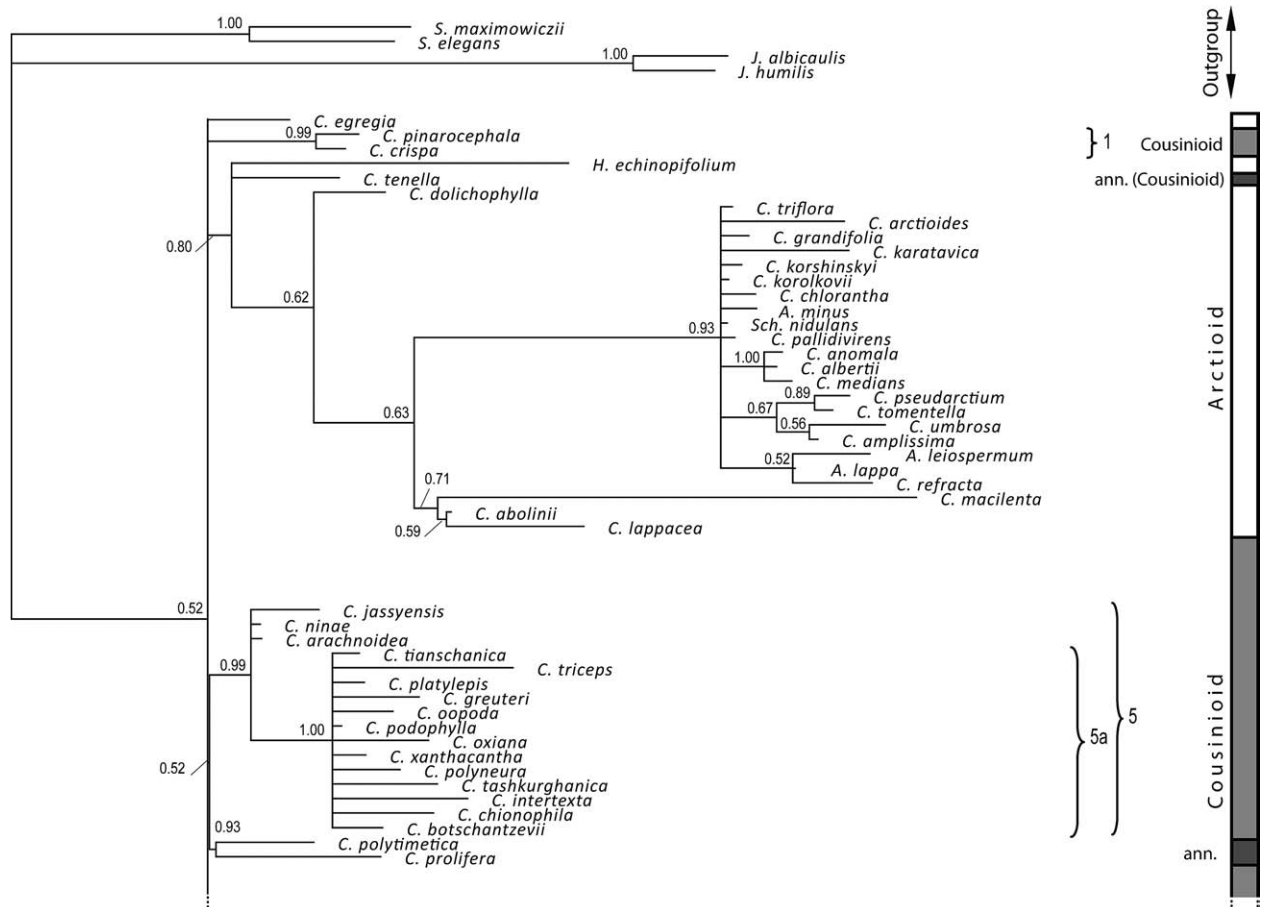 1.00
S. maximowiczii
S. elegans
1.00
J. albicaulis
J. humilis
Outgroup
C. egregia
0.99
C. pinarocephala
C. crispa
1
Cousinioid
H. echinopifolium
C. tenella
ann. (Cousinioid)
C. dolichophylla
0.80
C. triflora
C. arctioides
C. grandifolia
C. karatavica
C. korshinskyi
C. korolkovii
C. chlorantha
A. minus
Sch. nidulans
C. pallidivirens
0.62
0.93
1.00
C. anomala
C. albertii
C. medians
0.89
C. pseudarctium
C. tomentella
0.67
0.56
C. umbrosa
C. amplissima
0.63
0.52
A. leiospermum
A. lappa
C. refracta
Arctioid
0.71
C. macilenta
C. abolinii
0.59
C. lappacea
0.52
C. jassyensis
C. ninae
C. arachnoidea
0.99
C. tianschanica
C. triceps
C. platylepis
C. greuteri
C. oopoda
C. podophylla
1.00
C. oxiana
C. xanthacantha
C. polyneura
C. tashkurghanica
C. intertexta
C. chionophila
C. botschantzevii
5a
5
Cousinioid
0.52
0.93
C. polytimetica
C. prolifera
ann.